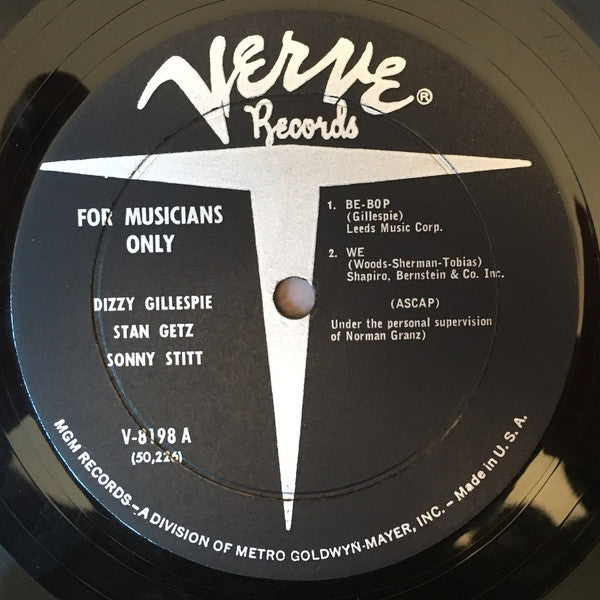 Verve®
Records
FOR MUSICIANS
ONLY
DIZZY GILLESPIE
STAN GETZ
SONNY STITT
V-8198 A
(50,226)
1. BE-BOP
(Gillespie)
Leeds Music Corp.
2. WE
(Woods-Sherman-Tobias)
Shapiro, Bernstein & Co. Inc.
(ASCAP)
Under the personal supervision
of Norman Granz)
MGM RECORDS—A DIVISION OF METRO GOLDWYN-MAYER, INC. – Made in U. S. A.